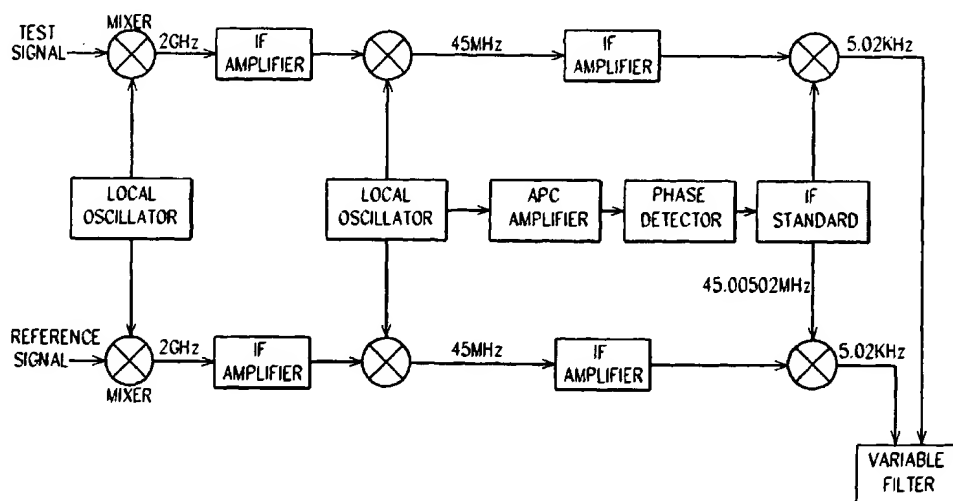 TEST
SIGNAL
MIXER
2GHz
IF
AMPLIFIER
45MHz
IF
AMPLIFIER
5.02KHz
LOCAL
OSCILLATOR
LOCAL
OSCILLATOR
APC
AMPLIFIER
PHASE
DETECTOR
IF
STANDARD
45.00502MHz
REFERENCE
SIGNAL
MIXER
2GHz
IF
AMPLIFIER
45MHz
IF
AMPLIFIER
5.02KHz
VARIABLE
FILTER